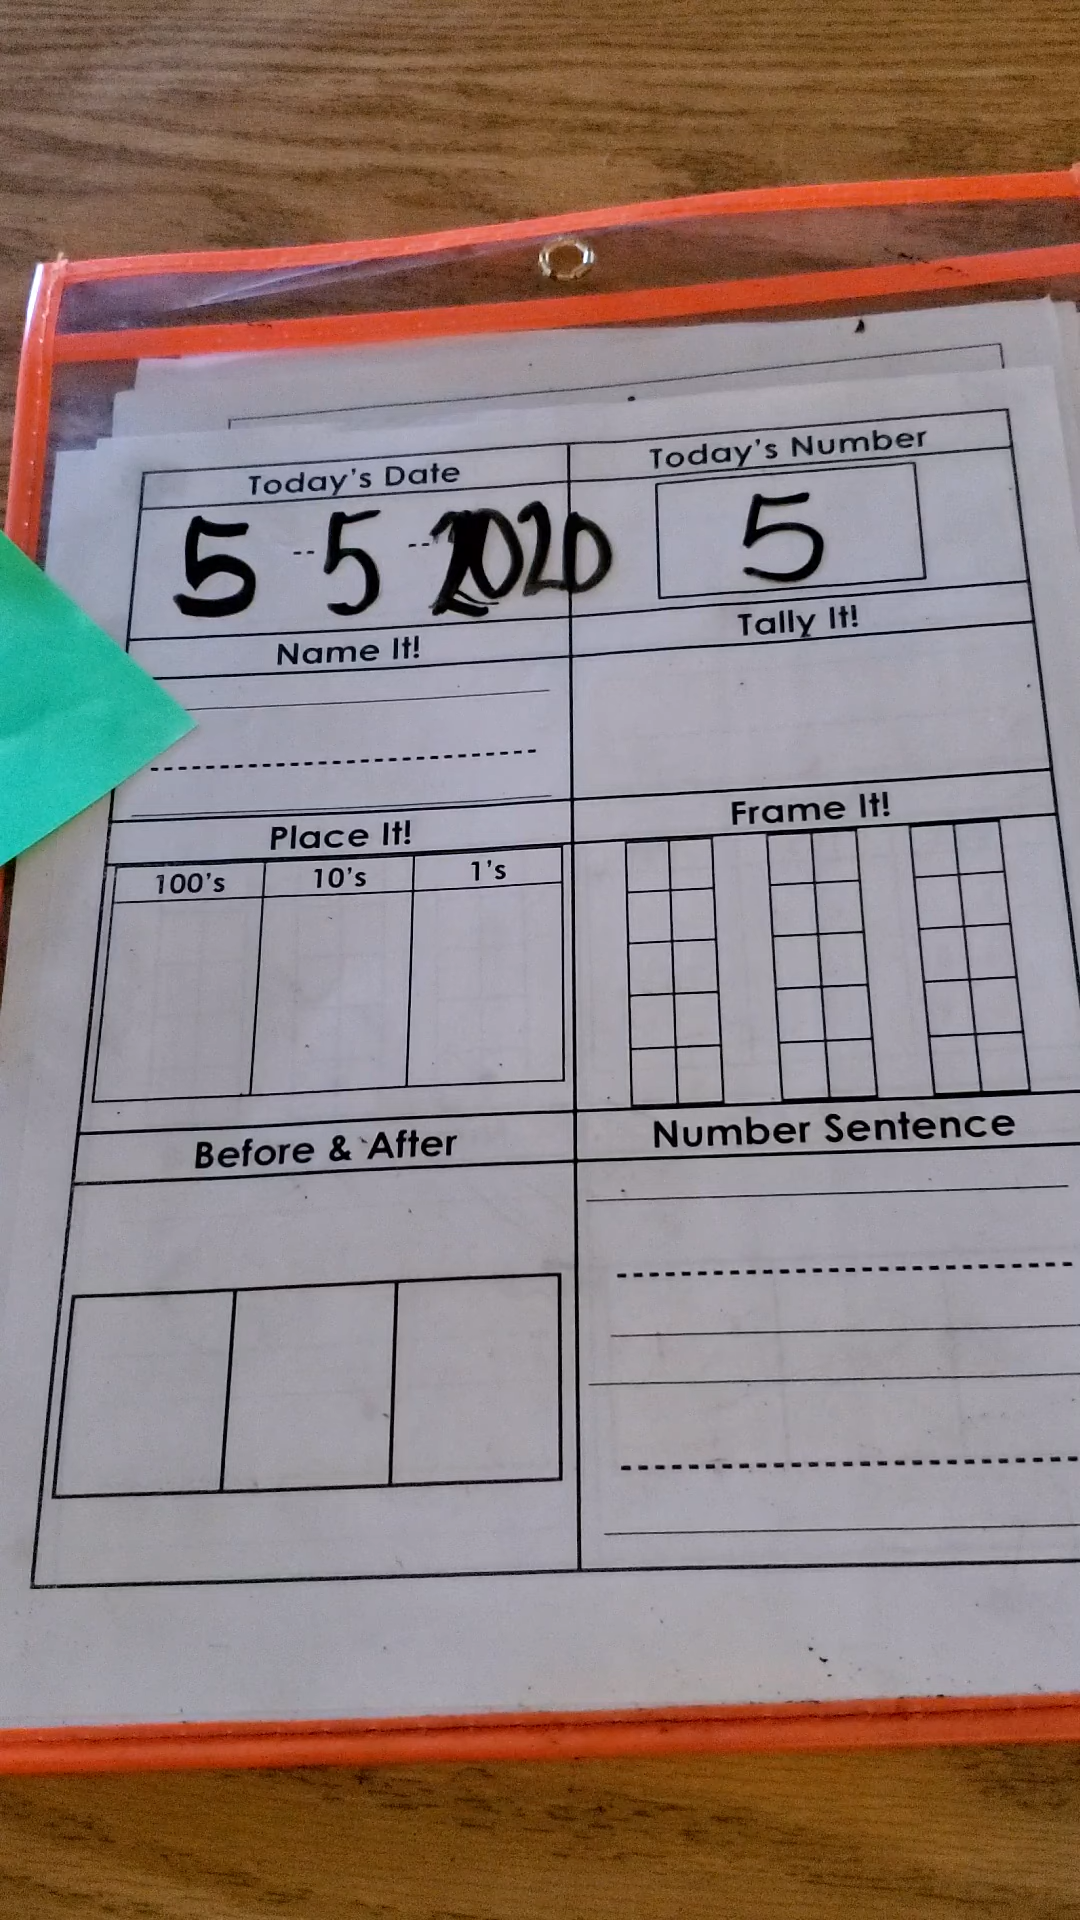 Today's Date
Today's Number
5 -- 5 -- 2020
5
Name It!
Tally It!
Place It!
Frame It!
100's 10's 1's
Before & After
Number Sentence